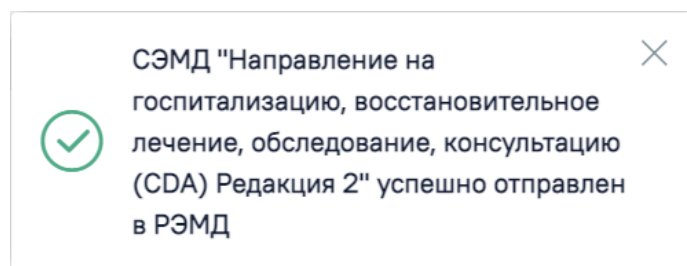 СЭМД "Направление на
госпитализацию, восстановительное
лечение, обследование, консультацию
(CDA) Редакция 2" успешно отправлен
в РЭМД